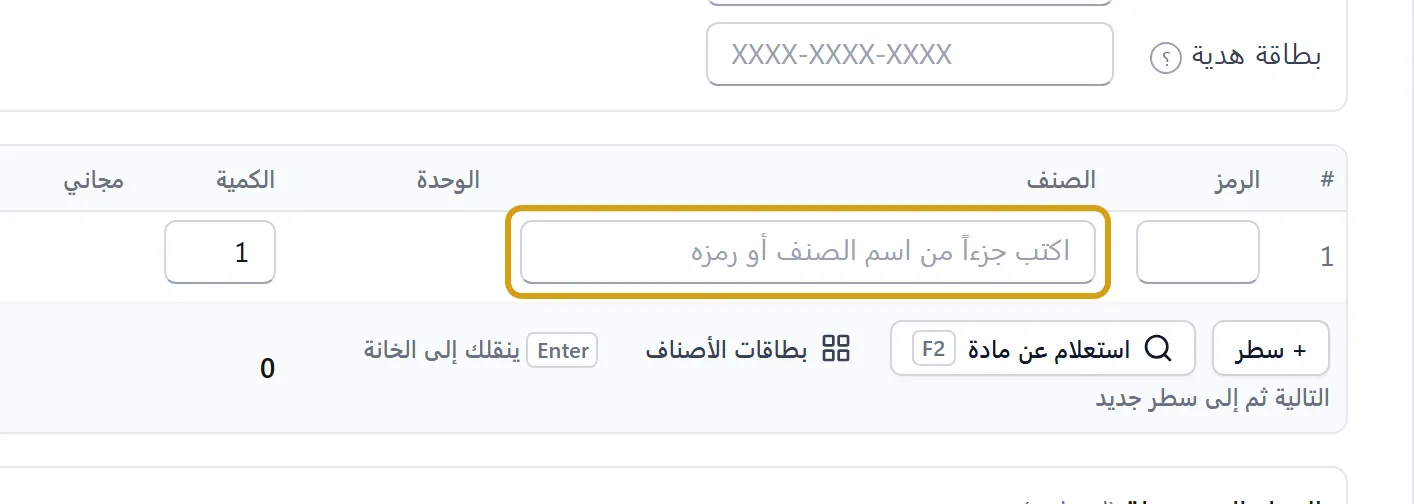 بطاقة هدية ؟ XXXX-XXXX-XXXX
# الرمز الصنف الوحدة الكمية مجاني
1 اكتب جزءاً من اسم الصنف أو رمزه 1
+ سطر استعلام عن مادة F2 بطاقات الأصناف Enter ينقلك إلى الخانة
التالية ثم إلى سطر جديد
0